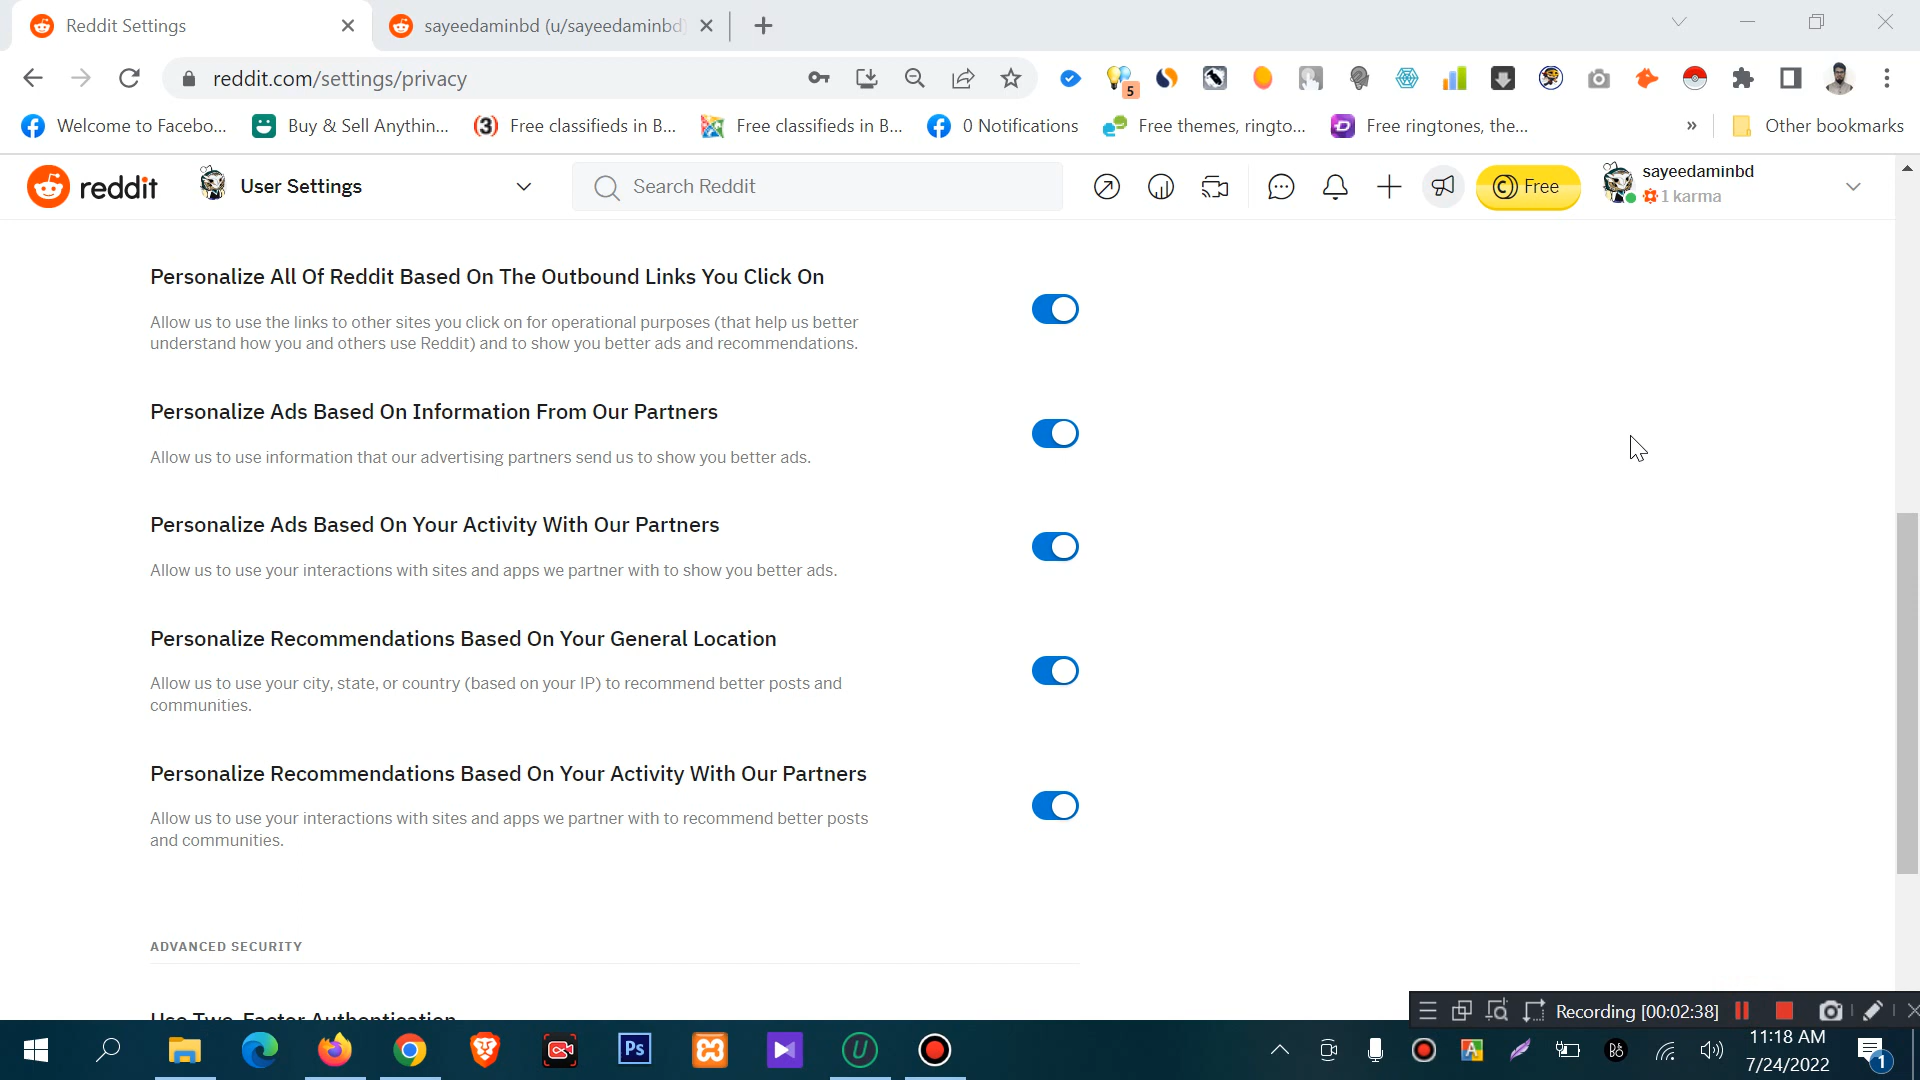 Reddit Settings
sayeedaminbd (u/sayeedaminbd)
reddit.com/settings/privacy
5
Welcome to Facebo...
Buy & Sell Anythin...
Free classifieds in B...
Free classifieds in B...
0 Notifications
Free themes, ringto...
Free ringtones, the...
»
Other bookmarks
reddit
User Settings
Search Reddit
Free
sayeedaminbd
1 karma
Personalize All Of Reddit Based On The Outbound Links You Click On
Allow us to use the links to other sites you click on for operational purposes (that help us better
understand how you and others use Reddit) and to show you better ads and recommendations.
Personalize Ads Based On Information From Our Partners
Allow us to use information that our advertising partners send us to show you better ads.
Personalize Ads Based On Your Activity With Our Partners
Allow us to use your interactions with sites and apps we partner with to show you better ads.
Personalize Recommendations Based On Your General Location
Allow us to use your city, state, or country (based on your IP) to recommend better posts and
communities.
Personalize Recommendations Based On Your Activity With Our Partners
Allow us to use your interactions with sites and apps we partner with to recommend better posts
and communities.
ADVANCED SECURITY
Use Two-Factor Authentication
Recording [00:02:38]
Ps
11:18 AM
7/24/2022
1